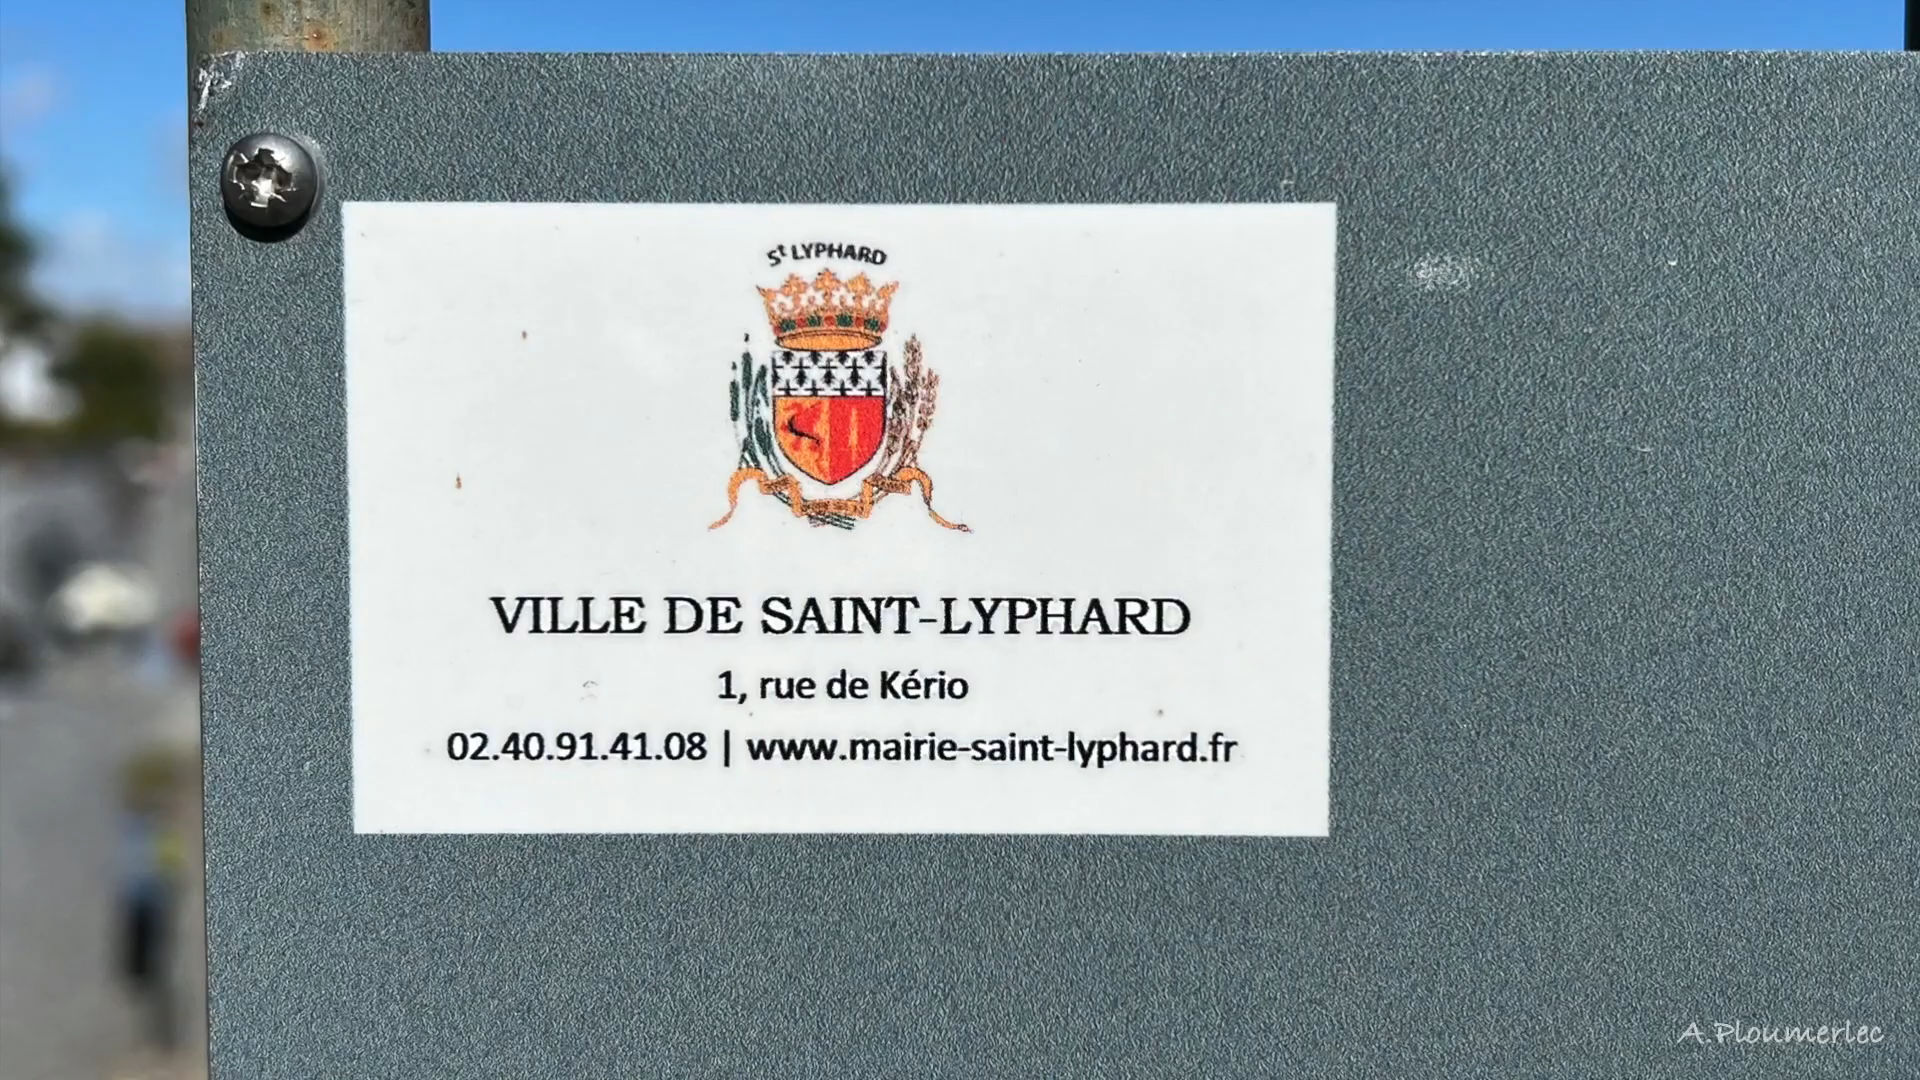 St LYPHARD
VILLE DE SAINT-LYPHARD
1, rue de Kério
02.40.91.41.08 | www.mairie-saint-lyphard.fr
A.Ploumerlec